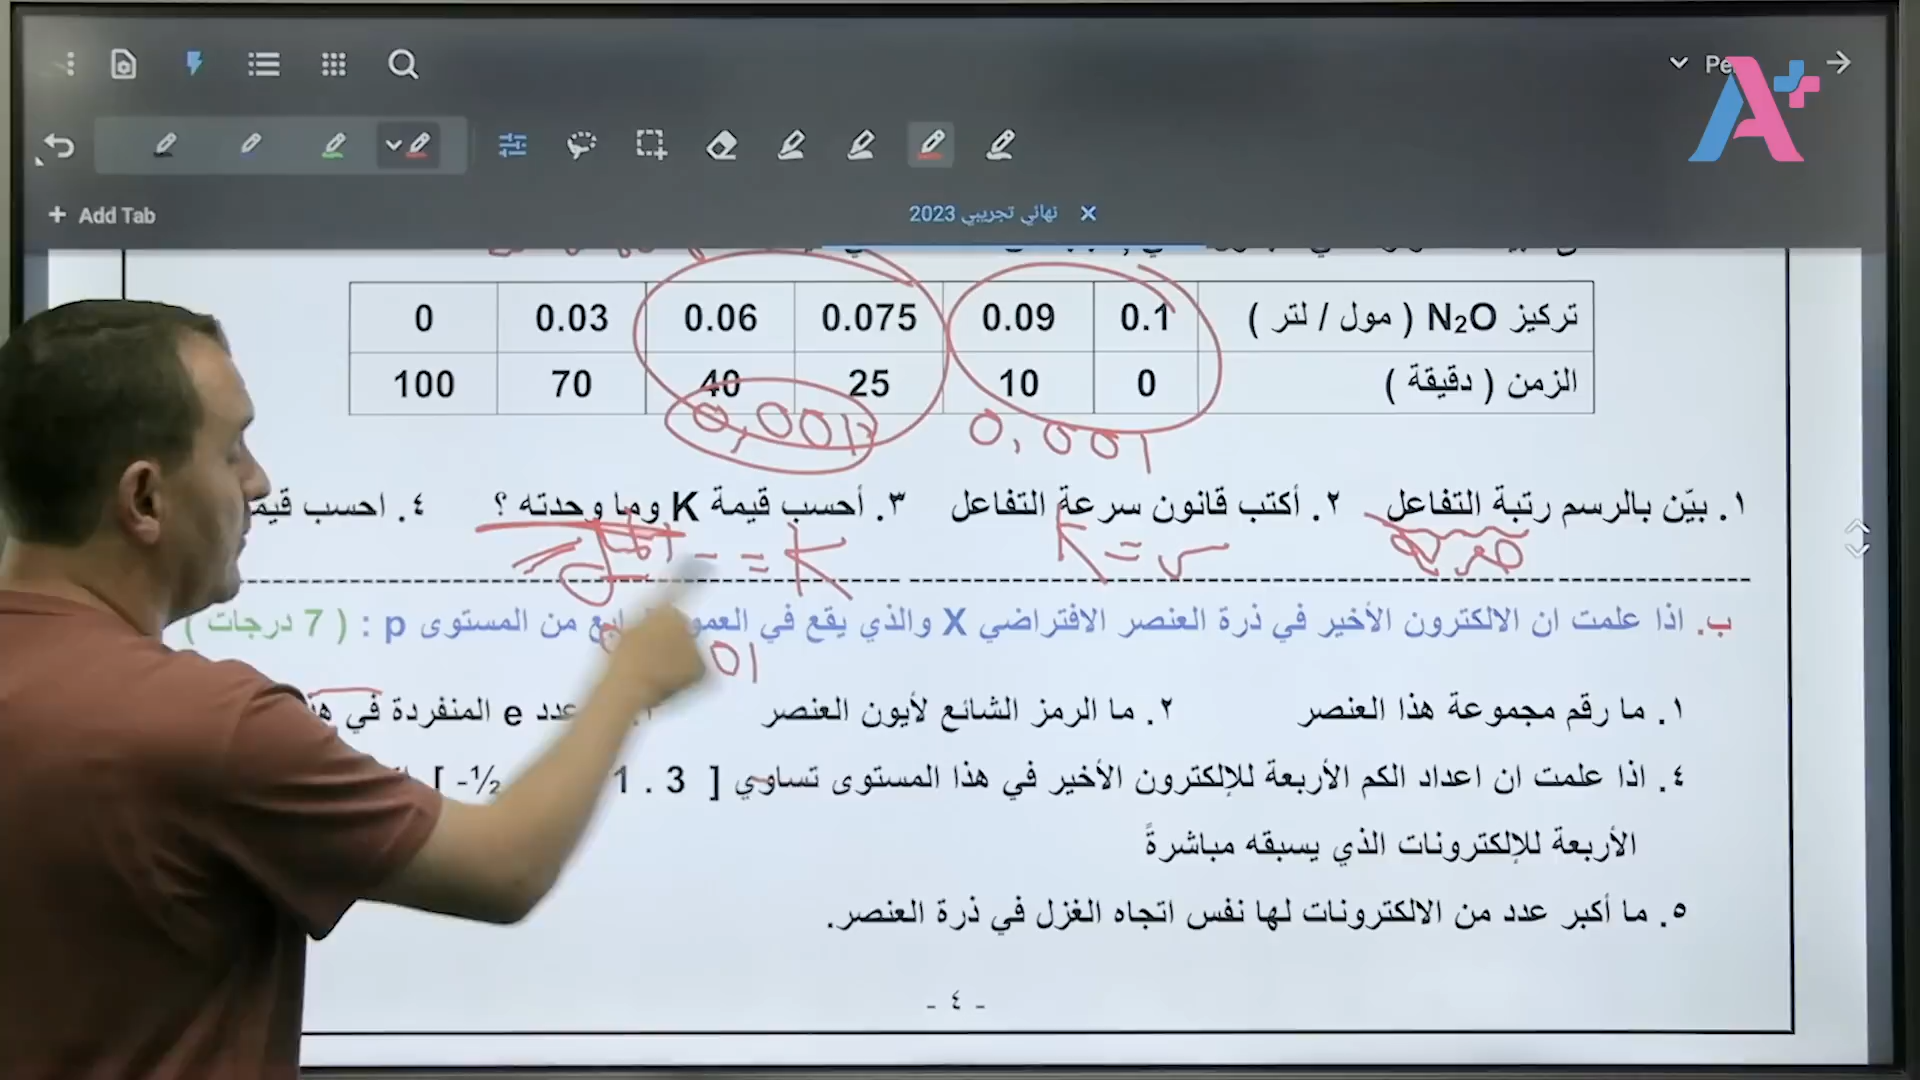 Pe
A+
+ Add Tab
نهائي تجريبي 2023 ×
تركيز N2O ( مول / لتر ) 0.1 0.09 0.075 0.06 0.03 0
الزمن ( دقيقة ) 0 10 25 40 70 100
0,001 0,001
١. بيّن بالرسم رتبة التفاعل ٢. أكتب قانون سرعة التفاعل ٣. أحسب قيمة K وما وحدته ؟ ٤. احسب قيم
K =
= K
ب. اذا علمت ان الالكترون الأخير في ذرة العنصر الافتراضي X والذي يقع في من المستوى p : ( 7 درجات )
01
١. ما رقم مجموعة هذا العنصر ٢. ما الرمز الشائع لأيون العنصر عدد e المنفردة في
٤. اذا علمت ان اعداد الكم الأربعة للإلكترون الأخير في هذا المستوى تساوي [ 3 . 1 -½ ]
الأربعة للإلكترونات الذي يسبقه مباشرةً
٥. ما أكبر عدد من الالكترونات لها نفس اتجاه الغزل في ذرة العنصر.
- ٤ -